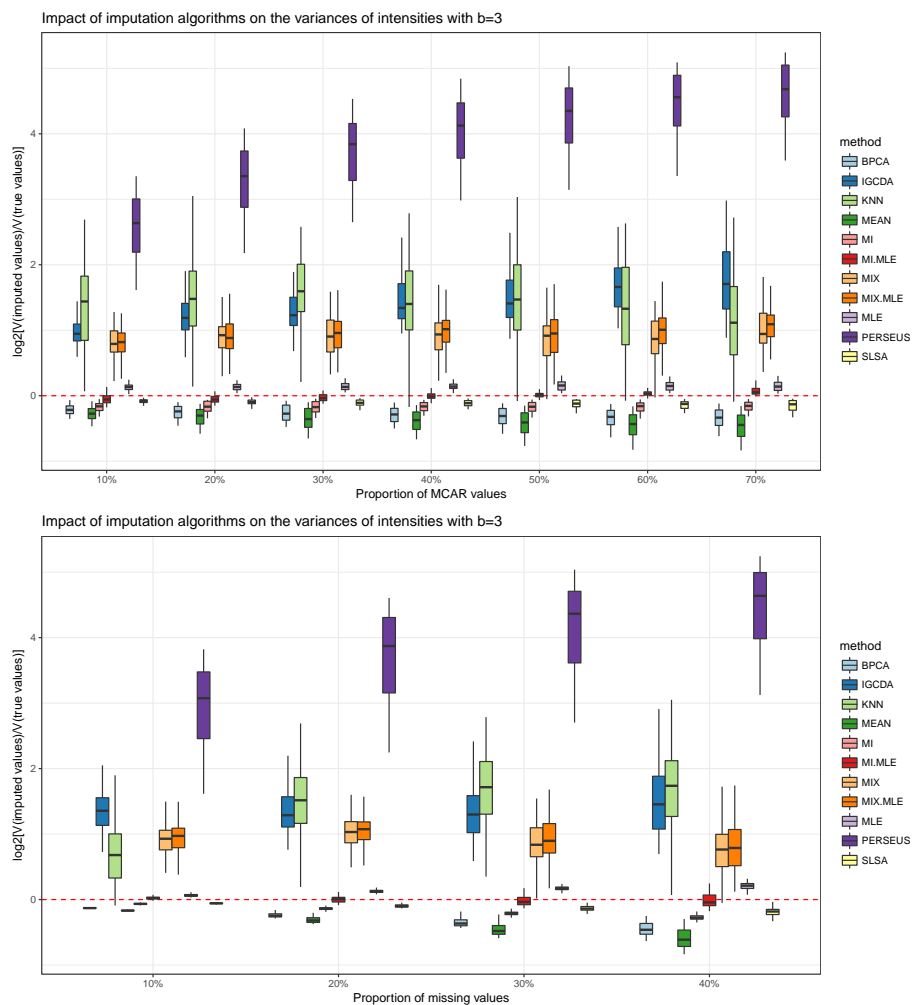 Impact of imputation algorithms on the variances of intensities with b=3
log2[V(imputed values)/V(true values)]
4
2
0
10%
20%
30%
40%
50%
60%
70%
Proportion of MCAR values
method
BPCA
IGCDA
KNN
MEAN
MI
MI.MLE
MIX
MIX.MLE
MLE
PERSEUS
SLSA
Impact of imputation algorithms on the variances of intensities with b=3
log2[V(imputed values)/V(true values)]
4
2
0
10%
20%
30%
40%
Proportion of missing values
method
BPCA
IGCDA
KNN
MEAN
MI
MI.MLE
MIX
MIX.MLE
MLE
PERSEUS
SLSA